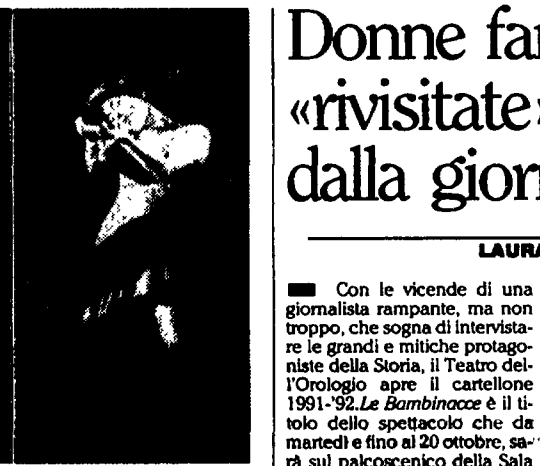 Donne fa
«rivisitate»
dalla gior
LAURA
Con le vicende di una
giornalista rampante, ma non
troppo, che sogna di intervista-
re le grandi e mitiche protago-
niste della Storia, il Teatro del-
l'Orologio apre il cartellone
1991-'92. Le Bambinacce è il ti-
tolo dello spettacolo che da
martedì e fino al 20 ottobre, sa-
rà sul palcoscenico della Sala